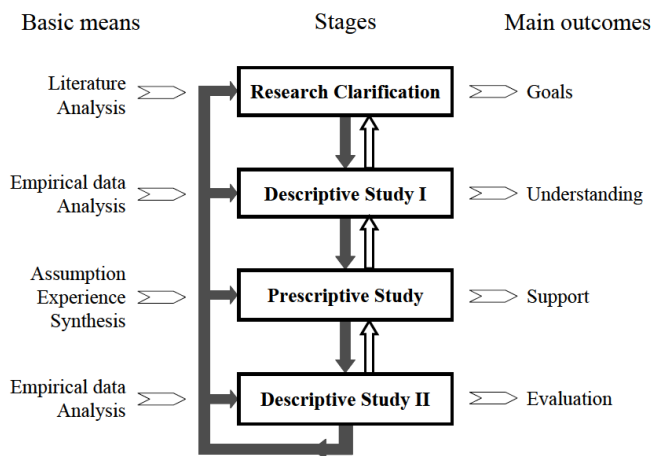 Basic means
Stages
Main outcomes
Literature
Analysis
Research Clarification
Goals
Empirical data
Analysis
Descriptive Study I
Understanding
Assumption
Experience
Synthesis
Prescriptive Study
Support
Empirical data
Analysis
Descriptive Study II
Evaluation